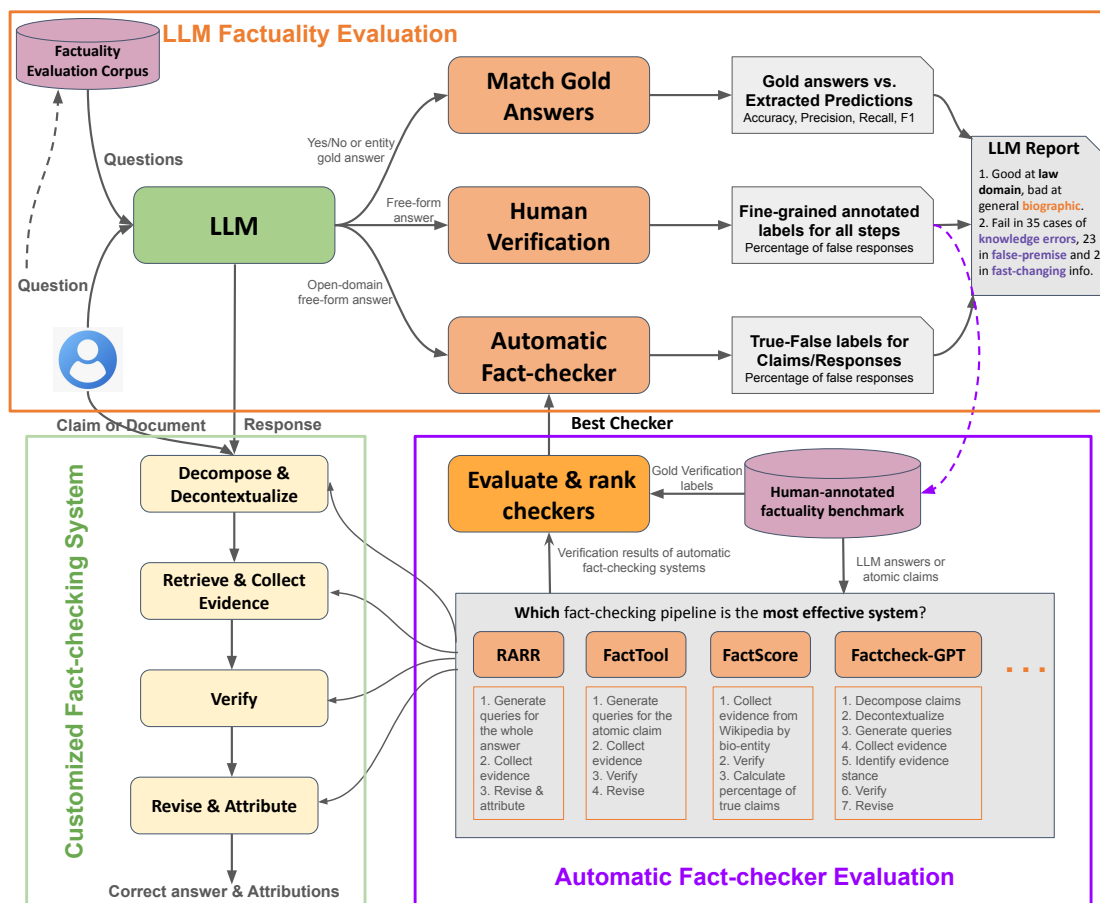 LLM Factuality Evaluation
Factuality
Evaluation Corpus
Questions
Question
LLM
Yes/No or entity
gold answer
Free-form
answer
Open-domain
free-form answer
Match Gold
Answers
Human
Verification
Automatic
Fact-checker
Gold answers vs.
Extracted Predictions
Accuracy, Precision, Recall, F1
Fine-grained annotated
labels for all steps
Percentage of false responses
True-False labels for
Claims/Responses
Percentage of false responses
LLM Report
1. Good at law
domain, bad at
general biographic.
2. Fail in 35 cases of
knowledge errors, 23
in false-premise and 2
in fast-changing info.
Claim or Document
Response
Best Checker
Customized Fact-checking System
Decompose &
Decontextualize
Retrieve & Collect
Evidence
Verify
Revise & Attribute
Correct answer & Attributions
Evaluate & rank
checkers
Gold Verification
labels
Human-annotated
factuality benchmark
Verification results of automatic
fact-checking systems
LLM answers or
atomic claims
Which fact-checking pipeline is the most effective system?
RARR
1. Generate
queries for
the whole
answer
2. Collect
evidence
3. Revise &
attribute
FactTool
1. Generate
queries for the
atomic claim
2. Collect
evidence
3. Verify
4. Revise
FactScore
1. Collect
evidence from
Wikipedia by
bio-entity
2. Verify
3. Calculate
percentage of
true claims
Factcheck-GPT
1. Decompose claims
2. Decontextualize
3. Generate queries
4. Collect evidence
5. Identify evidence
stance
6. Verify
7. Revise
. . .
Automatic Fact-checker Evaluation